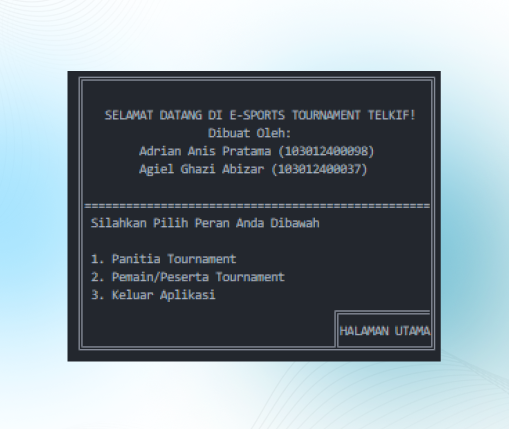 SELAMAT DATANG DI E-SPORTS TOURNAMENT TELKIF!
Dibuat Oleh:
Adrian Anis Pratama (103012400098)
Agiel Ghazi Abizar (103012400037)
==================================================
Silahkan Pilih Peran Anda Dibawah
1. Panitia Tournament
2. Pemain/Peserta Tournament
3. Keluar Aplikasi
HALAMAN UTAMA